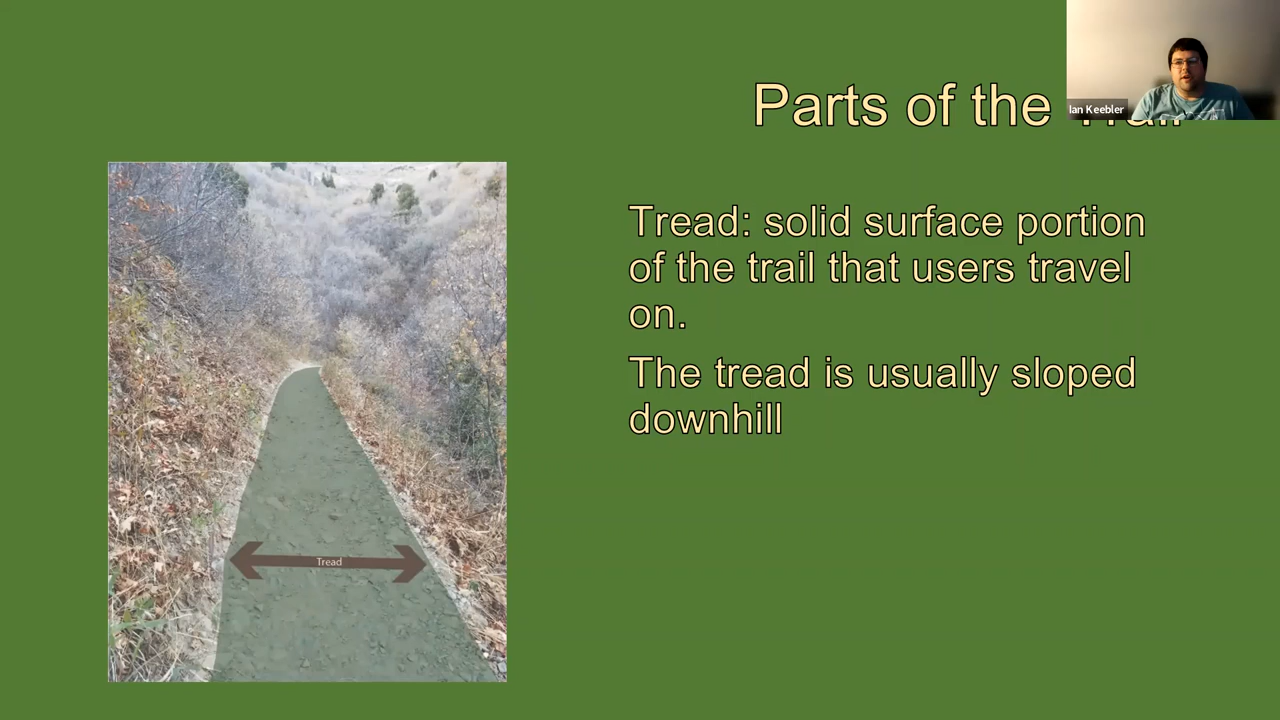 Parts of the
Ian Keebler
Tread: solid surface portion
of the trail that users travel
on.
The tread is usually sloped
downhill
Tread